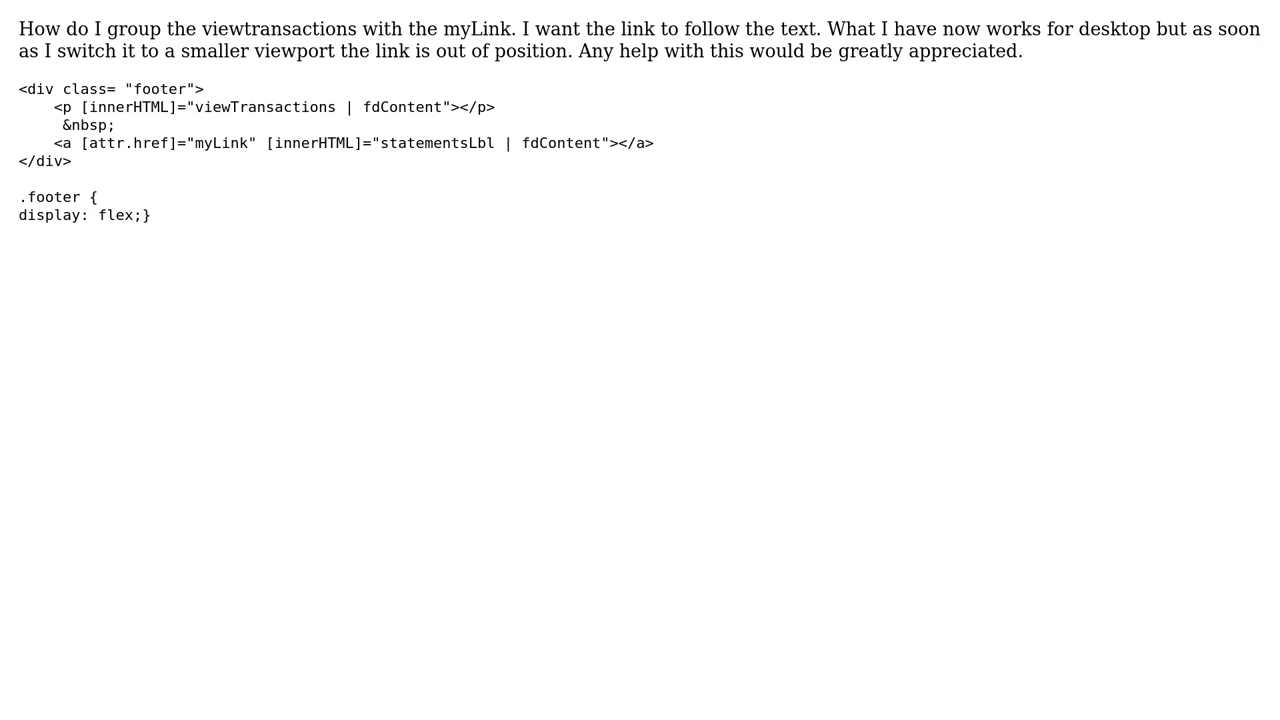 How do I group the viewtransactions with the myLink. I want the link to follow the text. What I have now works for desktop but as soon
as I switch it to a smaller viewport the link is out of position. Any help with this would be greatly appreciated.
<div class= "footer">
    <p [innerHTML]="viewTransactions | fdContent"></p>
     &nbsp;
    <a [attr.href]="myLink" [innerHTML]="statementsLbl | fdContent"></a>
</div>
.footer {
display: flex;}